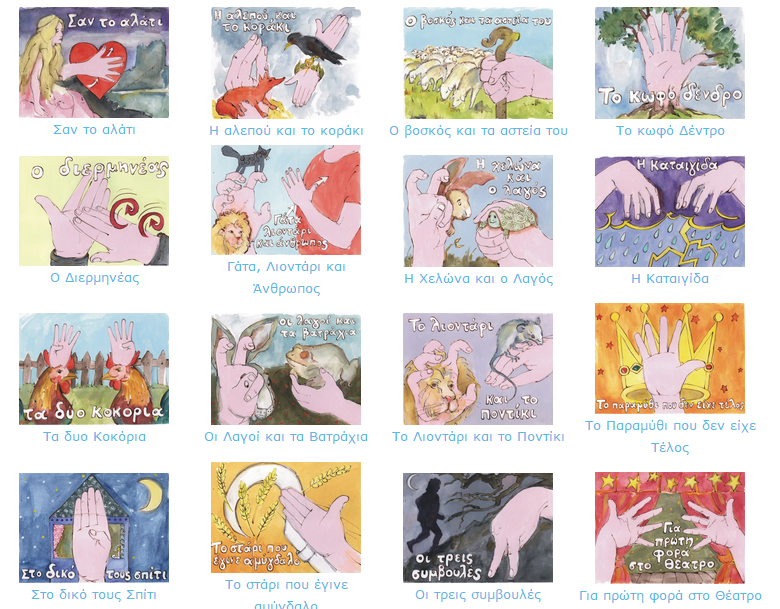 Σαν το αλάτι
Η αλεπού και
το κοράκι
Ο βοσκός και τα αστεία του
Το κωφό δένδρο
Σαν το αλάτι
Η αλεπού και το κοράκι
Ο βοσκός και τα αστεία του
Το κωφό Δέντρο
Ο διερμηνέας
Γάτα
λιοντάρι
και άνθρωπος
Η χελώνα
και
ο λαγός
Η Καταιγίδα
Ο Διερμηνέας
Γάτα, Λιοντάρι και
Άνθρωπος
Η Χελώνα και ο Λαγός
Η Καταιγίδα
τα δυο κοκόρια
οι λαγοί και
τα βατράχια
Το λιοντάρι
και το
ποντίκι
Το παραμύθι που δεν είχε τέλος
Τα δυο Κοκόρια
Οι Λαγοί και τα Βατράχια
Το Λιοντάρι και το Ποντίκι
Το Παραμύθι που δεν είχε
Τέλος
Στο δικό τους σπίτι
Το στάρι που
έγινε αμύγδαλο
οι τρεις
συμβουλές
Για
πρώτη
φορά
στο θέατρο
Στο δικό τους Σπίτι
Το στάρι που έγινε
αμύγδαλο
Οι τρεις συμβουλές
Για πρώτη φορά στο Θέατρο